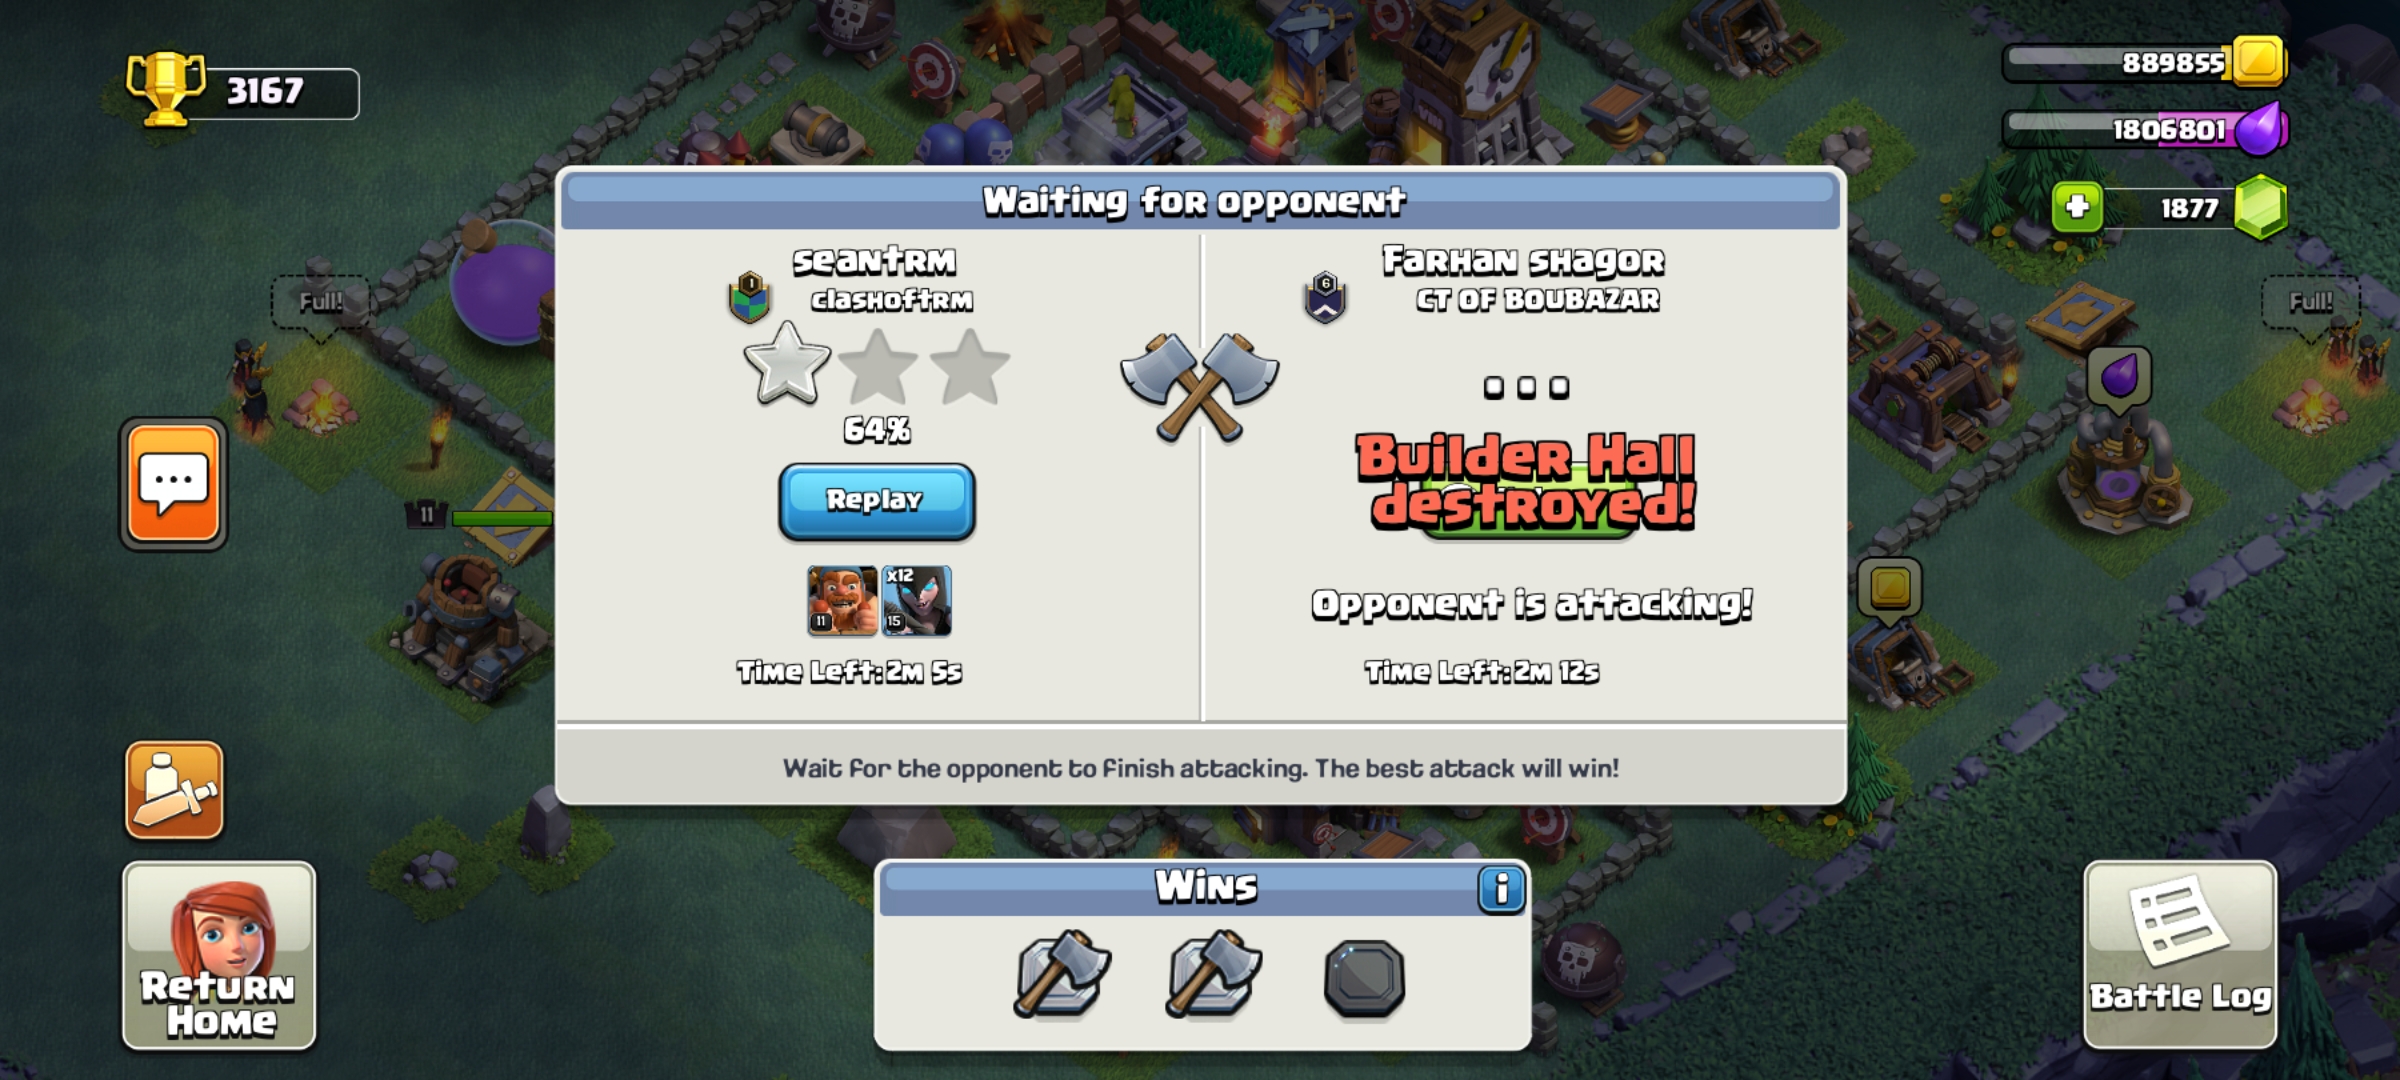 3167
889855
1806801
1877
Full!
Full!
11
Waiting for opponent
seantrm
1
clashoftrm
64%
Replay
11
x12
15
Time Left:2m 5s
Farhan shagor
6
CT OF BOUBAZAR
Builder Hall
destroyed!
Opponent is attacking!
Time Left:2m 12s
Wait for the opponent to finish attacking. The best attack will win!
Wins
i
Return
Home
Battle Log